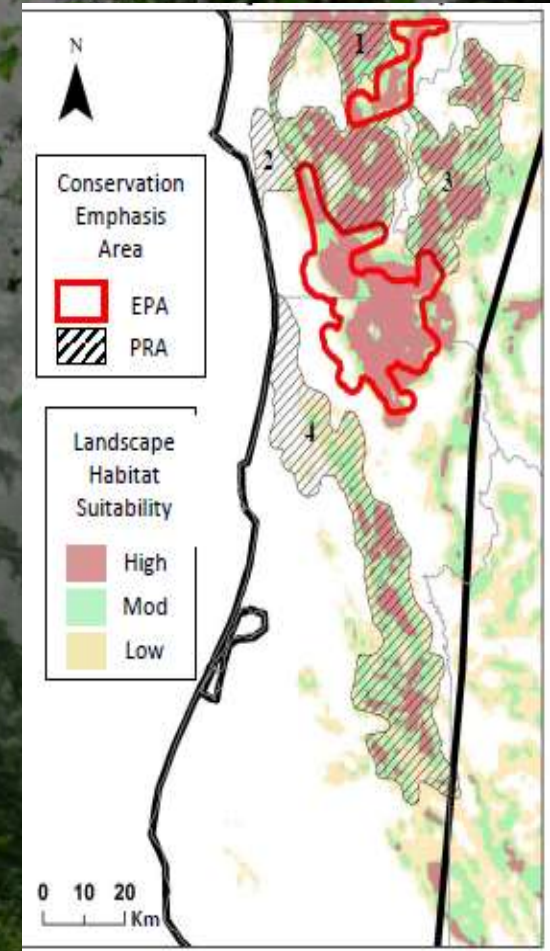 N
1
2
3
4
Conservation
Emphasis
Area
EPA
PRA
Landscape
Habitat
Suitability
High
Mod
Low
0 10 20
Km